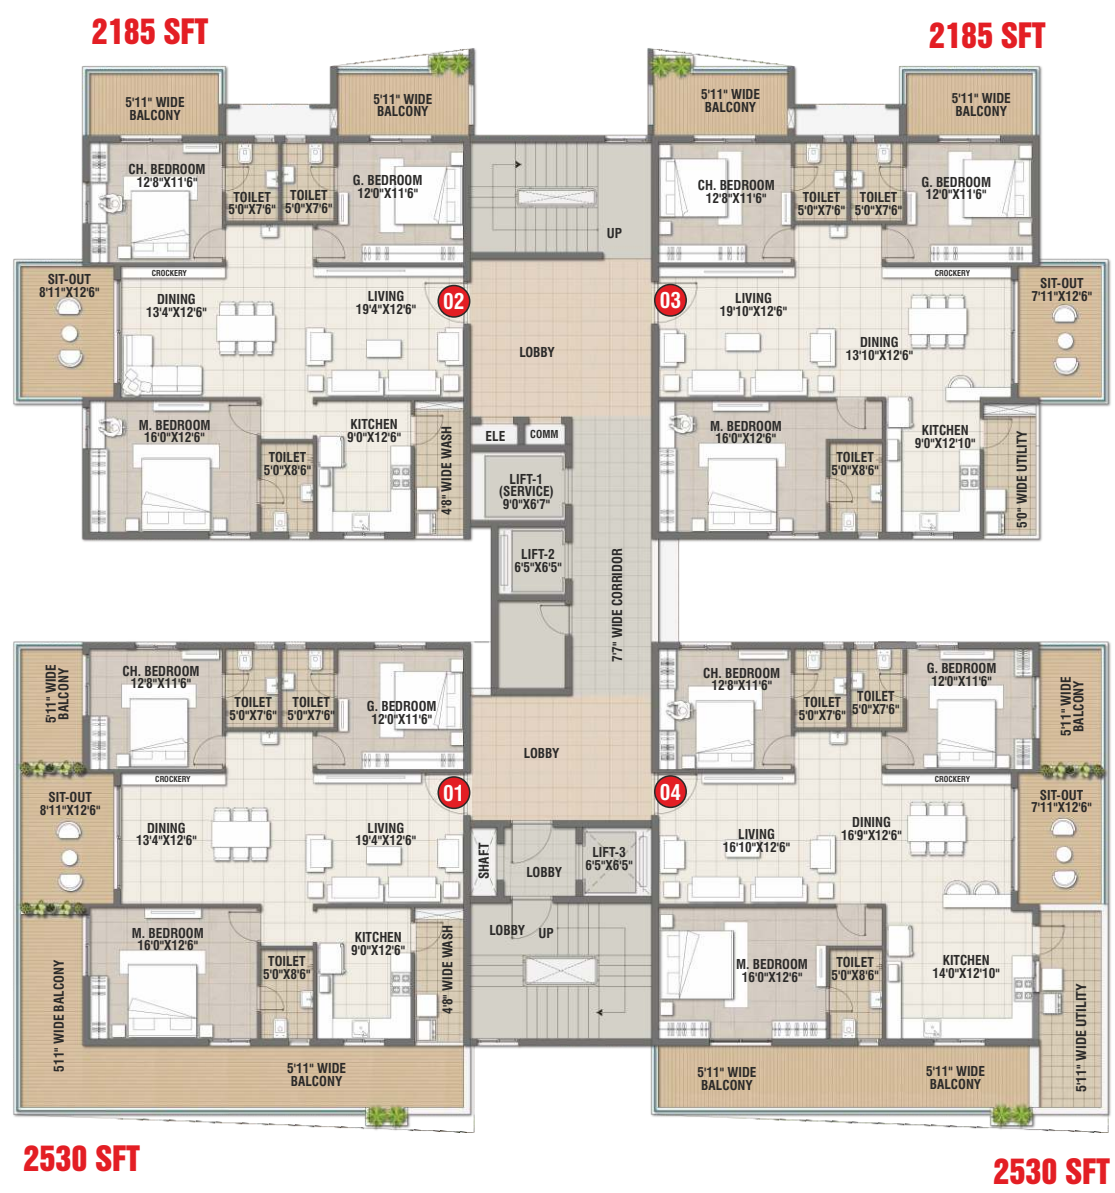 2185 SFT
2185 SFT
5'11" WIDE
BALCONY
5'11" WIDE
BALCONY
5'11" WIDE
BALCONY
5'11" WIDE
BALCONY
CH. BEDROOM
12'8"X11'6"
TOILET
5'0"X7'6"
TOILET
5'0"X7'6"
G. BEDROOM
12'0"X11'6"
UP
CH. BEDROOM
12'8"X11'6"
TOILET
5'0"X7'6"
TOILET
5'0"X7'6"
G. BEDROOM
12'0"X11'6"
SIT-OUT
8'11"X12'6"
CROCKERY
DINING
13'4"X12'6"
LIVING
19'4"X12'6"
02
LOBBY
03
LIVING
19'10"X12'6"
CROCKERY
DINING
13'10"X12'6"
SIT-OUT
7'11"X12'6"
M. BEDROOM
16'0"X12'6"
TOILET
5'0"X8'6"
KITCHEN
9'0"X12'6"
4'8" WIDE WASH
ELE
COMM
LIFT-1
(SERVICE)
9'0"X6'7"
LIFT-2
6'5"X6'5"
7'7" WIDE CORRIDOR
M. BEDROOM
16'0"X12'6"
TOILET
5'0"X8'6"
KITCHEN
9'0"X12'10"
5'0" WIDE UTILITY
5'11" WIDE
BALCONY
CH. BEDROOM
12'8"X11'6"
TOILET
5'0"X7'6"
TOILET
5'0"X7'6"
G. BEDROOM
12'0"X11'6"
LOBBY
CH. BEDROOM
12'8"X11'6"
TOILET
5'0"X7'6"
TOILET
5'0"X7'6"
G. BEDROOM
12'0"X11'6"
5'11" WIDE
BALCONY
SIT-OUT
8'11"X12'6"
CROCKERY
DINING
13'4"X12'6"
LIVING
19'4"X12'6"
01
04
LIVING
16'10"X12'6"
CROCKERY
DINING
16'9"X12'6"
SIT-OUT
7'11"X12'6"
SHAFT
LOBBY
LIFT-3
6'5"X6'5"
LOBBY
UP
511" WIDE BALCONY
M. BEDROOM
16'0"X12'6"
TOILET
5'0"X8'6"
KITCHEN
9'0"X12'6"
4'8" WIDE WASH
M. BEDROOM
16'0"X12'6"
TOILET
5'0"X8'6"
KITCHEN
14'0"X12'10"
5'11" WIDE UTILITY
5'11" WIDE
BALCONY
5'11" WIDE
BALCONY
5'11" WIDE
BALCONY
2530 SFT
2530 SFT